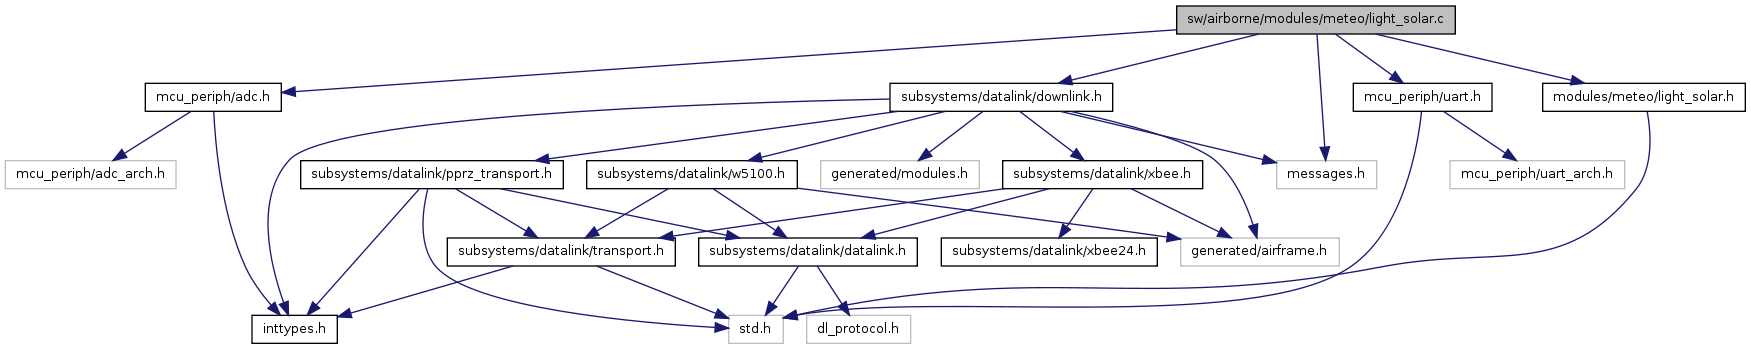 sw/airborne/modules/meteo/light_solar.c
mcu_periph/adc.h
subsystems/datalink/downlink.h
mcu_periph/uart.h
modules/meteo/light_solar.h
mcu_periph/adc_arch.h
subsystems/datalink/pprz_transport.h
subsystems/datalink/w5100.h
generated/modules.h
subsystems/datalink/xbee.h
messages.h
mcu_periph/uart_arch.h
subsystems/datalink/transport.h
subsystems/datalink/datalink.h
subsystems/datalink/xbee24.h
generated/airframe.h
inttypes.h
std.h
dl_protocol.h